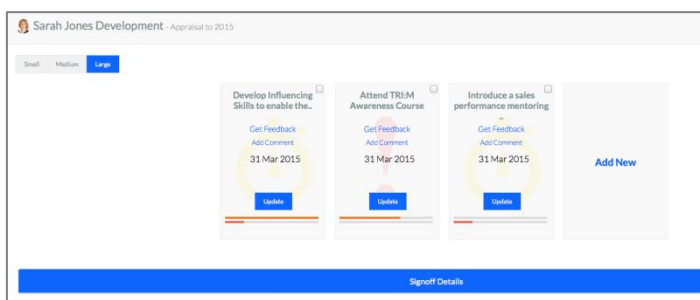 Sarah Jones Development - Appraisal to 2015
Small Medium Large
Develop Influencing
Skills to enable the..
Get Feedback
Add Comment
31 Mar 2015
Update
Attend TRI:M
Awareness Course
Get Feedback
Add Comment
31 Mar 2015
Update
Introduce a sales
performance mentoring
..
Get Feedback
Add Comment
31 Mar 2015
Update
Add New
Signoff Details